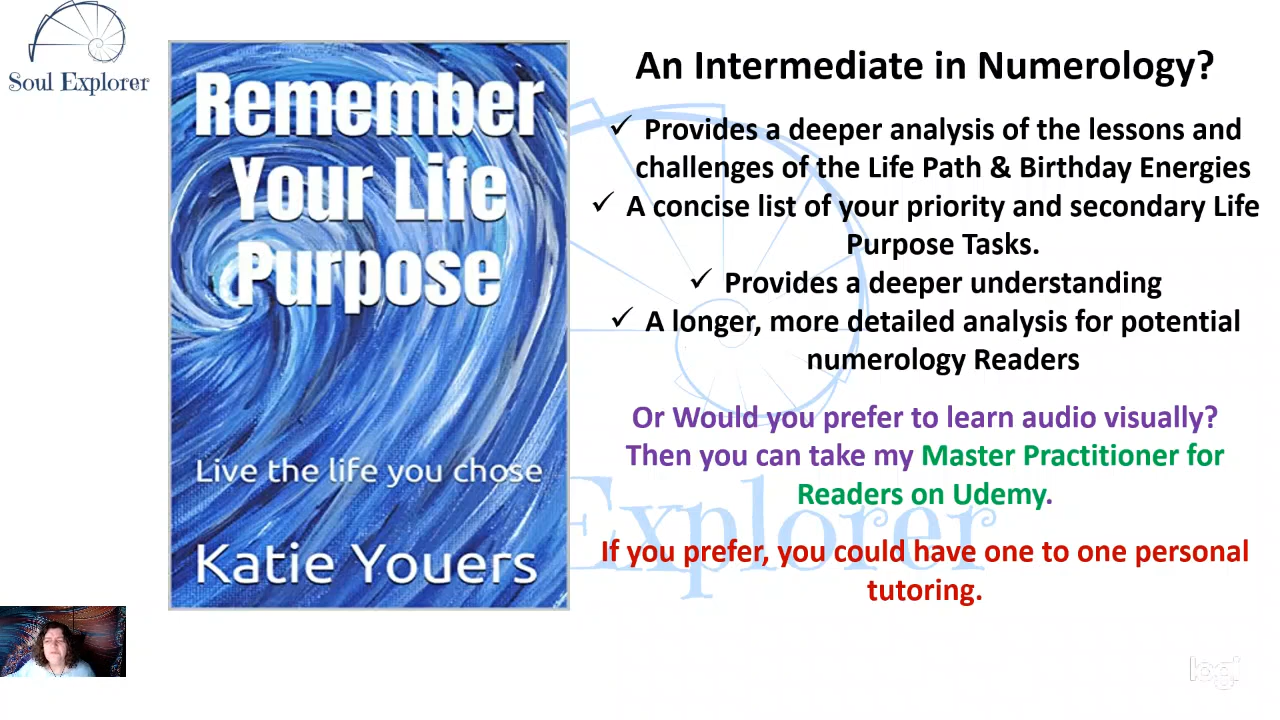 Soul Explorer
Remember
Your Life
Purpose
Live the life you chose
Katie Youers
An Intermediate in Numerology?
✓ Provides a deeper analysis of the lessons and
challenges of the Life Path & Birthday Energies
✓ A concise list of your priority and secondary Life
Purpose Tasks.
✓ Provides a deeper understanding
✓ A longer, more detailed analysis for potential
numerology Readers
Or Would you prefer to learn audio visually?
Then you can take my Master Practitioner for
Readers on Udemy.
If you prefer, you could have one to one personal
tutoring.
Explorer
logi